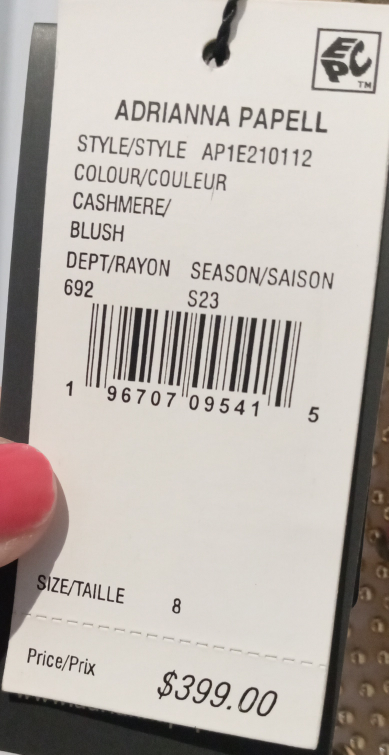 EPC
TM
ADRIANNA PAPELL
STYLE/STYLE AP1E210112
COLOUR/COULEUR
CASHMERE/
BLUSH
DEPT/RAYON SEASON/SAISON
692 S23
1 96707 09541 5
SIZE/TAILLE 8
Price/Prix $399.00